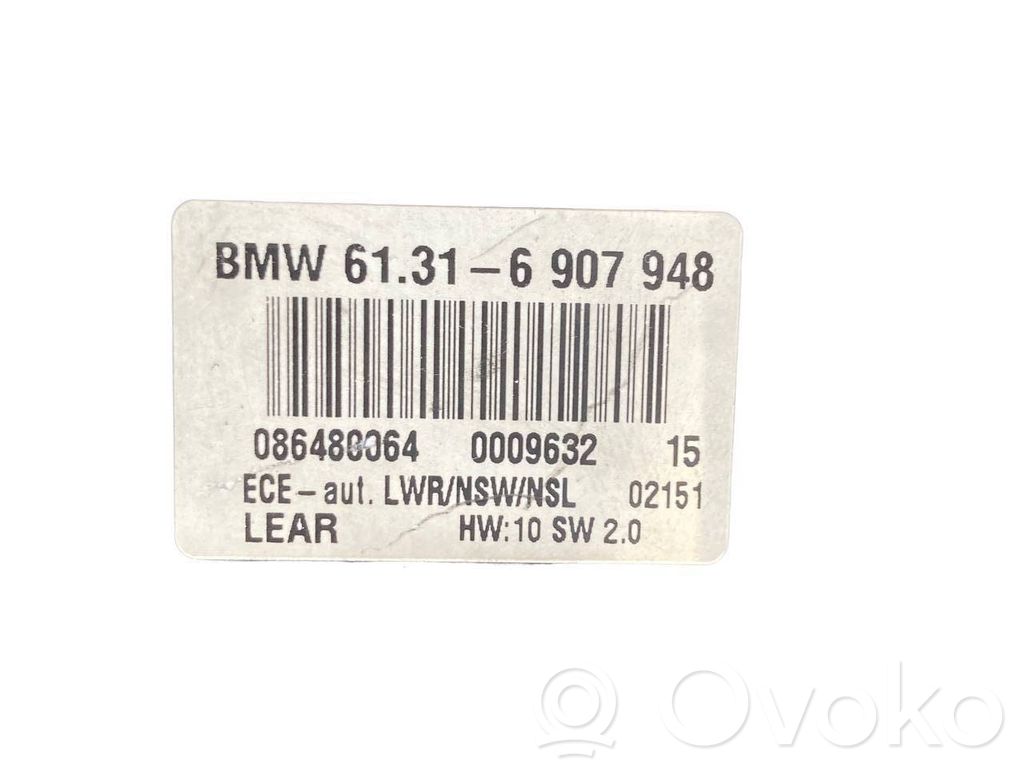 BMW 61.31-6 907 948
086480064 0009632 15
ECE-aut. LWR/NSW/NSL 02151
LEAR HW:10 SW 2.0
Ovoko